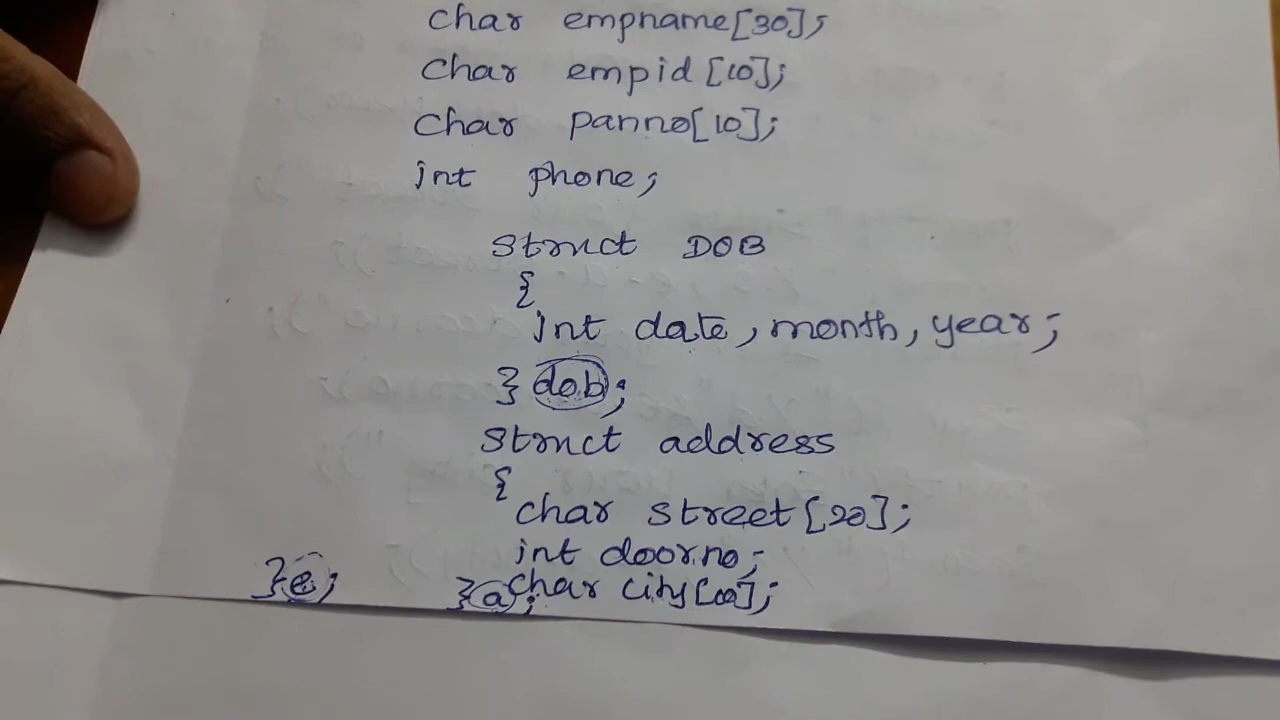 char empname[30];
char empid[10];
char panno[10];
int phone;
struct DOB
{
int date, month, year;
} dob;
struct address
{
char street[20];
int doorno;
char city[20];
} a;
} e;